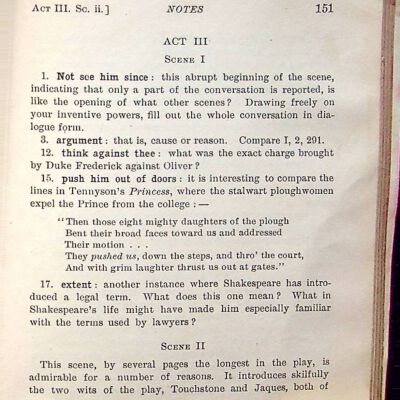 ACT III. SC. ii.] NOTES 151
ACT III
SCENE I
1. Not see him since : this abrupt beginning of the scene,
indicating that only a part of the conversation is reported, is
like the opening of what other scenes? Drawing freely on
your inventive powers, fill out the whole conversation in dia-
logue form.
3. argument : that is, cause or reason. Compare I, 2, 291.
12. think against thee : what was the exact charge brought
by Duke Frederick against Oliver?
15. push him out of doors : it is interesting to compare the
lines in Tennyson's Princess, where the stalwart ploughwomen
expel the Prince from the college : —
"Then those eight mighty daughters of the plough
Bent their broad faces toward us and addressed
Their motion . . .
They pushed us, down the steps, and thro' the court,
And with grim laughter thrust us out at gates."
17. extent : another instance where Shakespeare has intro-
duced a legal term. What does this one mean? What in
Shakespeare's life might have made him especially familiar
with the terms used by lawyers?
SCENE II
This scene, by several pages the longest in the play, is
admirable for a number of reasons. It introduces skilfully
the two wits of the play, Touchstone and Jaques, both of